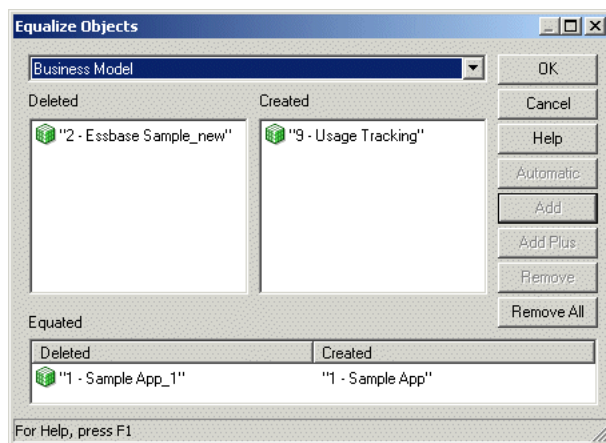 Equalize Objects
Business Model
OK
Deleted
Created
Cancel
"2 - Essbase Sample_new"
"9 - Usage Tracking"
Help
Automatic
Add
Add Plus
Remove
Remove All
Equated
Deleted
Created
"1 - Sample App_1"
"1 - Sample App"
For Help, press F1